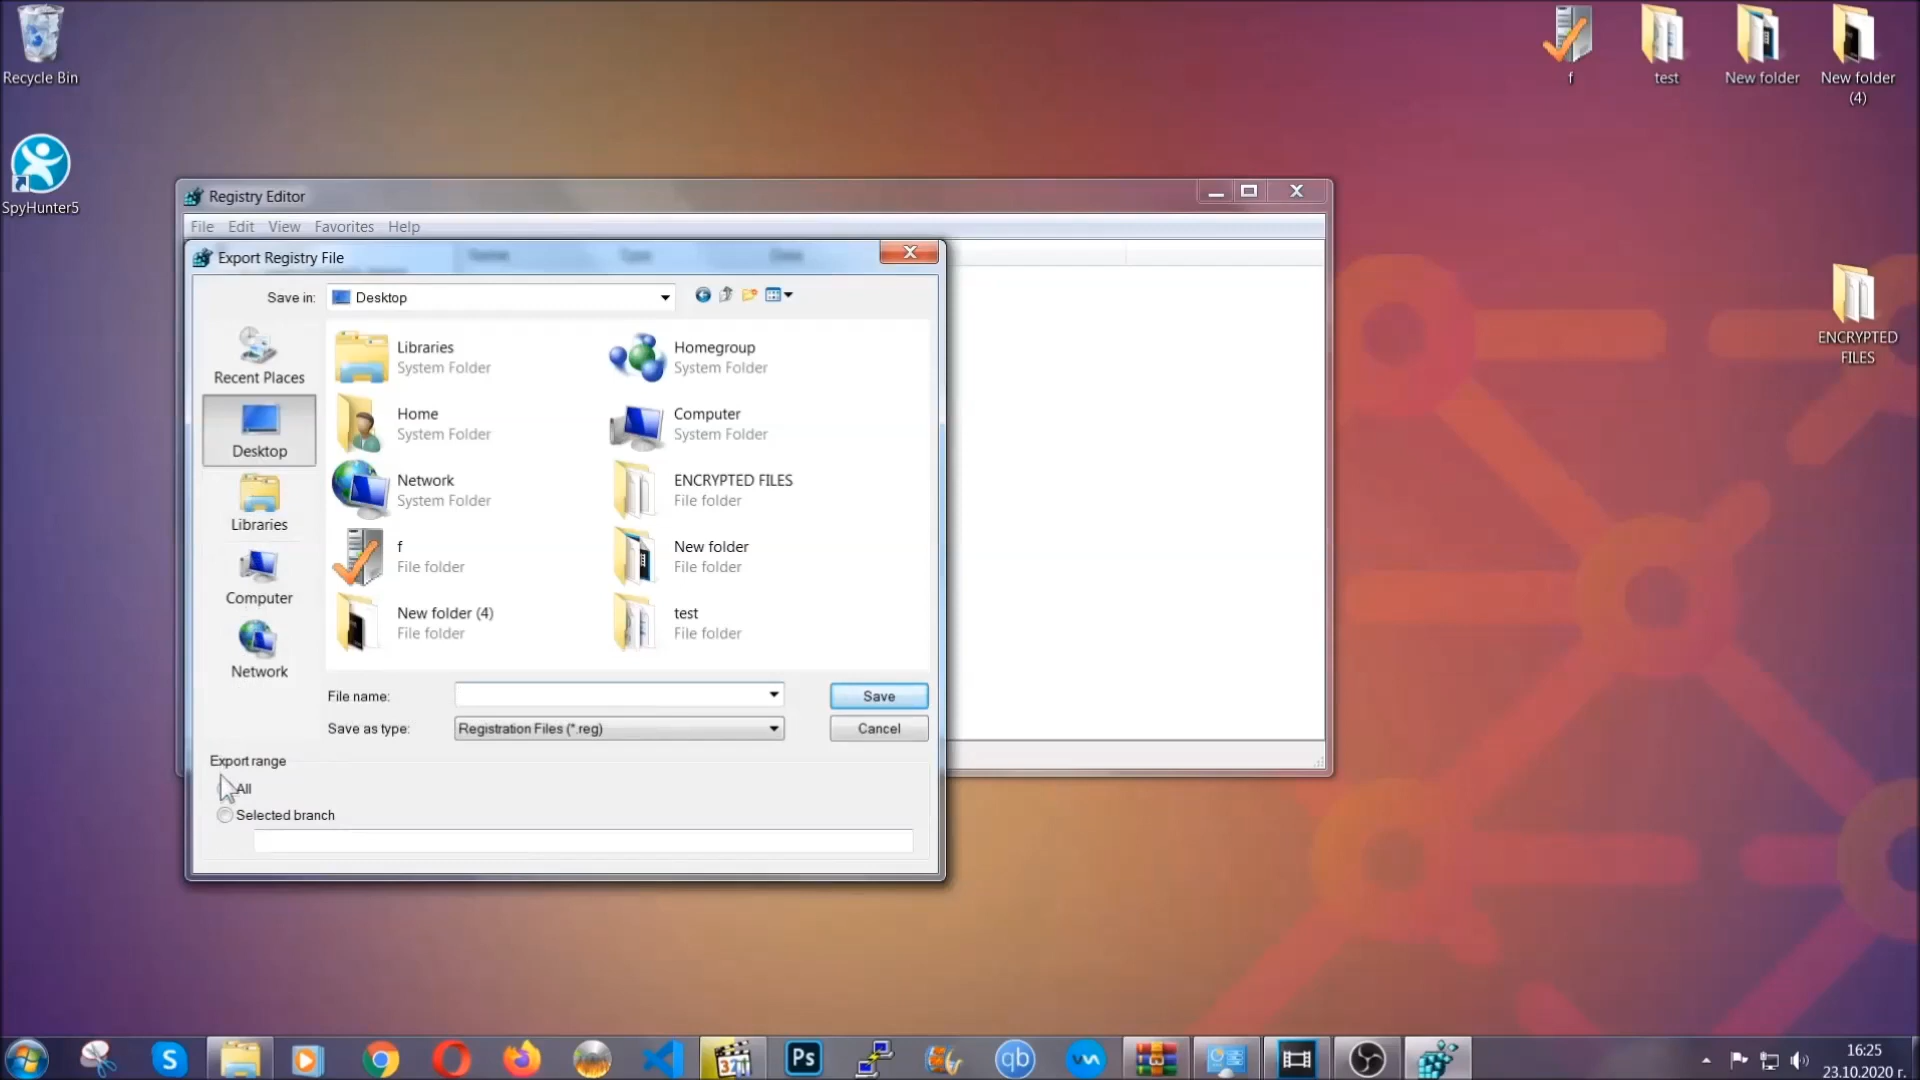 Recycle Bin
SpyHunter5
f
test
New folder
New folder
(4)
ENCRYPTED
FILES
Registry Editor
File Edit View Favorites Help
Export Registry File
Save in:
Desktop
Recent Places
Desktop
Libraries
Computer
Network
Libraries
System Folder
Homegroup
System Folder
Home
System Folder
Computer
System Folder
Network
System Folder
ENCRYPTED FILES
File folder
f
File folder
New folder
File folder
New folder (4)
File folder
test
File folder
File name:
Save
Save as type:
Registration Files (*.reg)
Cancel
Export range
All
Selected branch
S
321
Ps
qb
16:25
23.10.2020 г.